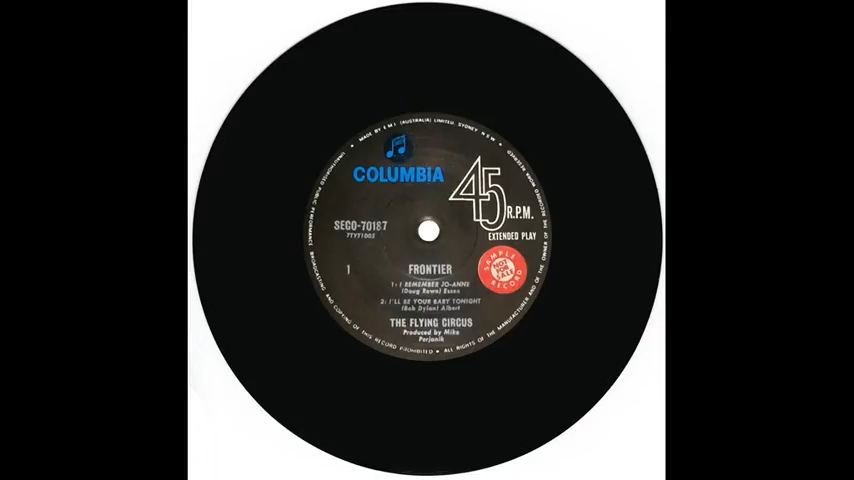 MADE BY E.M.I. (AUSTRALIA) LIMITED. SYDNEY N.S.W.
COLUMBIA
45
R.P.M.
SEGO-70187
7TYT1005
EXTENDED PLAY
SAMPLE
NOT
FOR
SALE
RECORD
1
FRONTIER
1: I REMEMBER JO-ANNE
(Doug Rowe) Essex
2: I'LL BE YOUR BABY TONIGHT
(Bob Dylan) Albert
THE FLYING CIRCUS
Produced by Mike
Perjanik
UNAUTHORISED PUBLIC PERFORMANCE BROADCASTING AND COPYING OF THIS RECORD PROHIBITED • ALL RIGHTS OF THE MANUFACTURER AND OF THE OWNER OF THE RECORDED WORK RESERVED